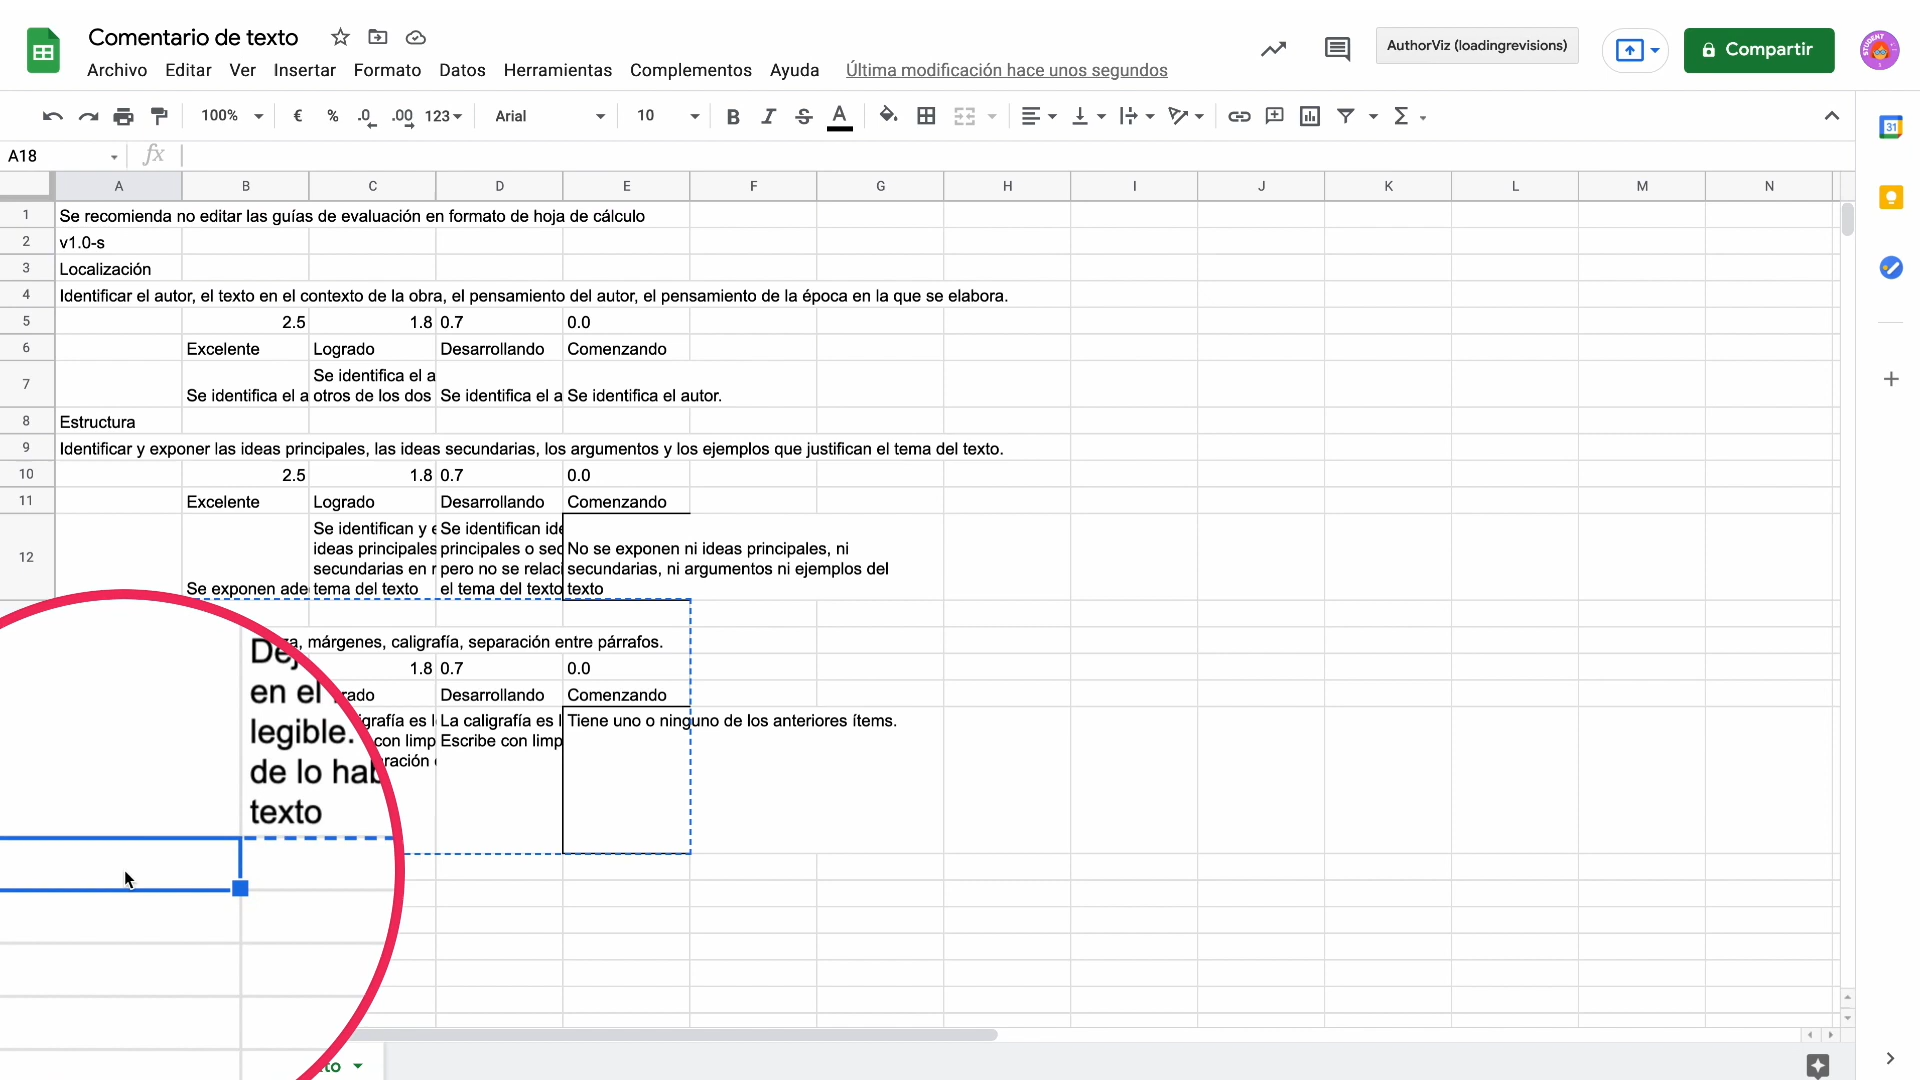 Comentario de texto
Archivo Editar Ver Insertar Formato Datos Herramientas Complementos Ayuda Última modificación hace unos segundos
AuthorViz (loadingrevisions)
Compartir
STUDENT
100% € % .0 .00 123 Arial 10 B I S A Σ
31
A18 fx
A B C D E F G H I J K L M N
1 Se recomienda no editar las guías de evaluación en formato de hoja de cálculo
2 v1.0-s
3 Localización
4 Identificar el autor, el texto en el contexto de la obra, el pensamiento del autor, el pensamiento de la época en la que se elabora.
5 2.5 1.8 0.7 0.0
6 Excelente Logrado Desarrollando Comenzando
Se identifica el a
7 Se identifica el a otros de los dos Se identifica el a Se identifica el autor.
8 Estructura
9 Identificar y exponer las ideas principales, las ideas secundarias, los argumentos y los ejemplos que justifican el tema del texto.
10 2.5 1.8 0.7 0.0
11 Excelente Logrado Desarrollando Comenzando
Se identifican y e Se identifican ide
12 ideas principales principales o sec No se exponen ni ideas principales, ni
secundarias en r pero no se relaci secundarias, ni argumentos ni ejemplos del
Se exponen ade tema del texto el tema del texto texto
márgenes, caligrafía, separación entre párrafos.
1.8 0.7 0.0
Desarrollando Comenzando
La caligrafía es l Tiene uno o ninguno de los anteriores ítems.
con limp Escribe con limp
en el
legible.
de lo hab
texto